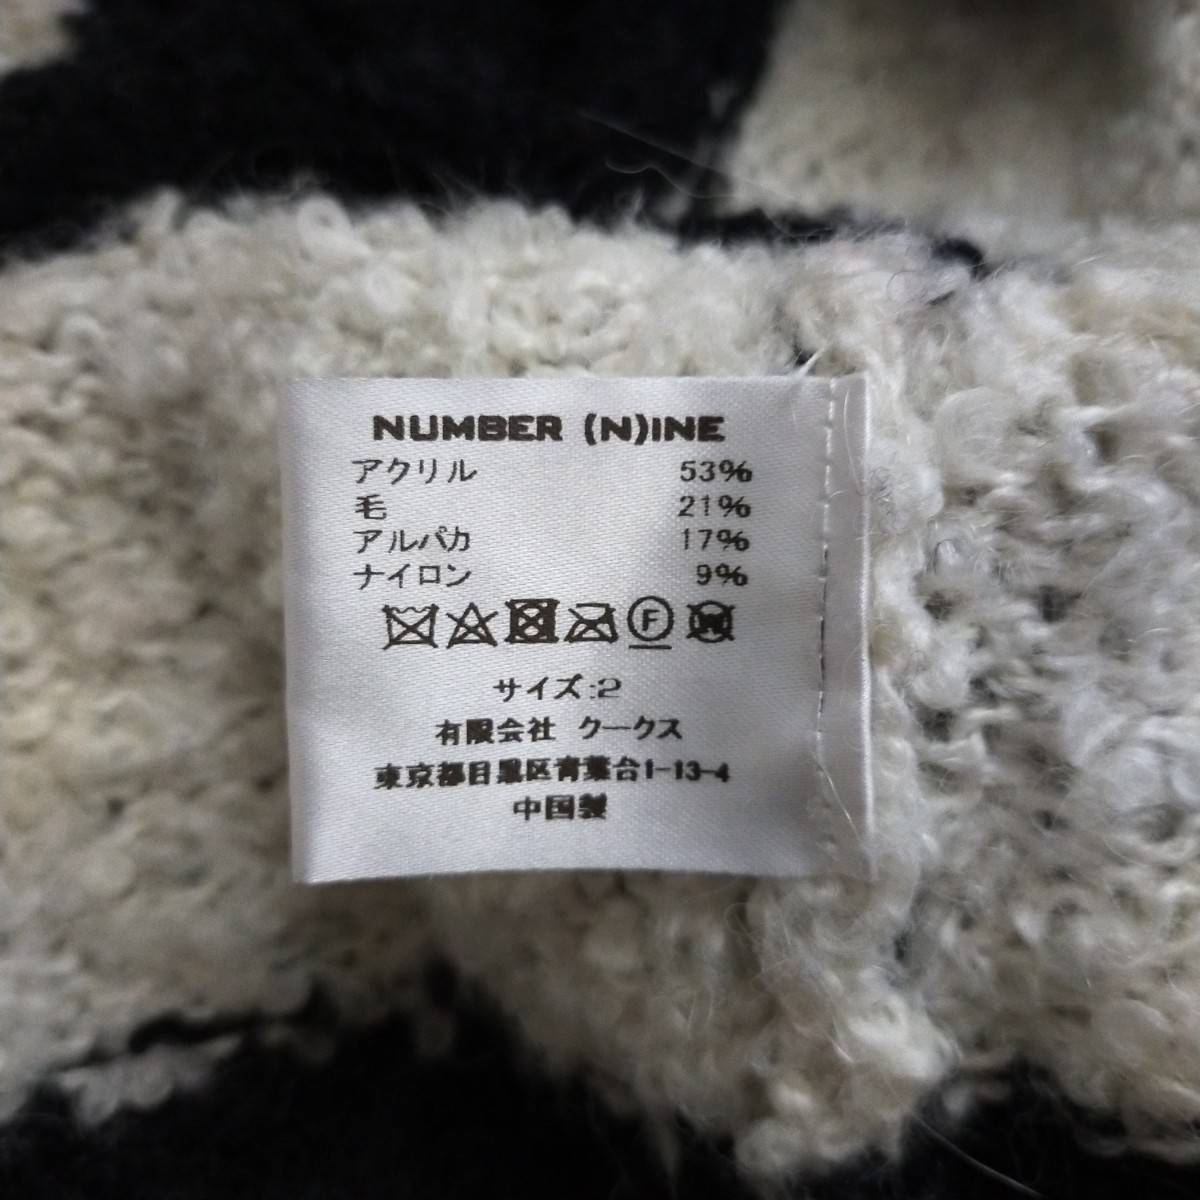 NUMBER (N)INE
アクリル 53%
毛 21%
アルパカ 17%
ナイロン 9%
F W
サイズ:2
有限会社 クークス
東京都目黒区青葉台1-13-4
中国製